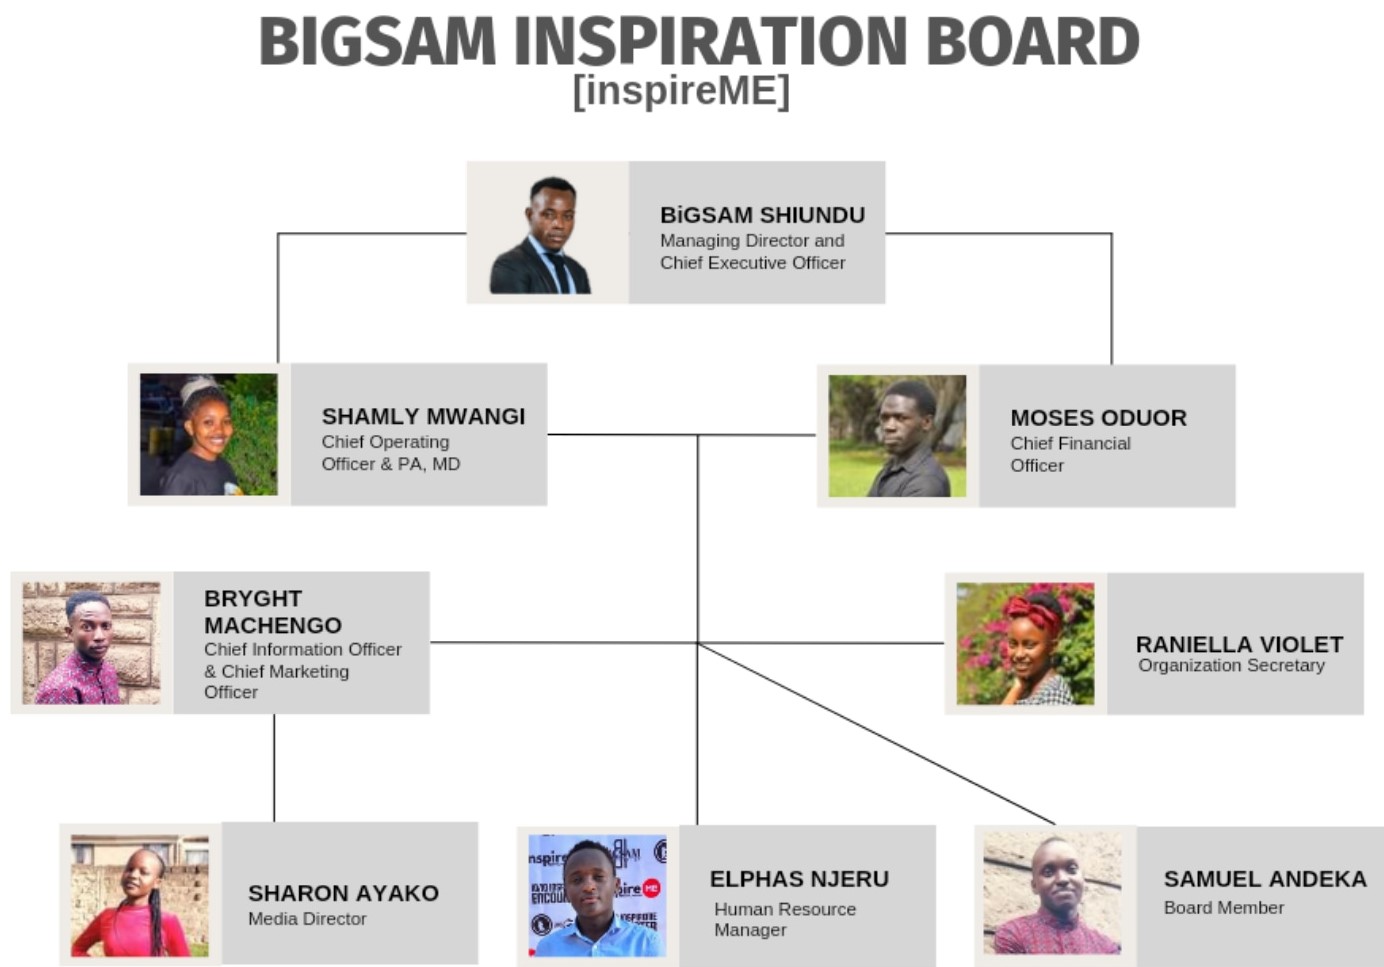 BIGSAM INSPIRATION BOARD
[inspireME]
BiGSAM SHIUNDU
Managing Director and
Chief Executive Officer
SHAMLY MWANGI
Chief Operating
Officer & PA, MD
MOSES ODUOR
Chief Financial
Officer
BRYGHT
MACHENGO
Chief Information Officer
& Chief Marketing
Officer
RANIELLA VIOLET
Organization Secretary
SHARON AYAKO
Media Director
ELPHAS NJERU
Human Resource
Manager
SAMUEL ANDEKA
Board Member